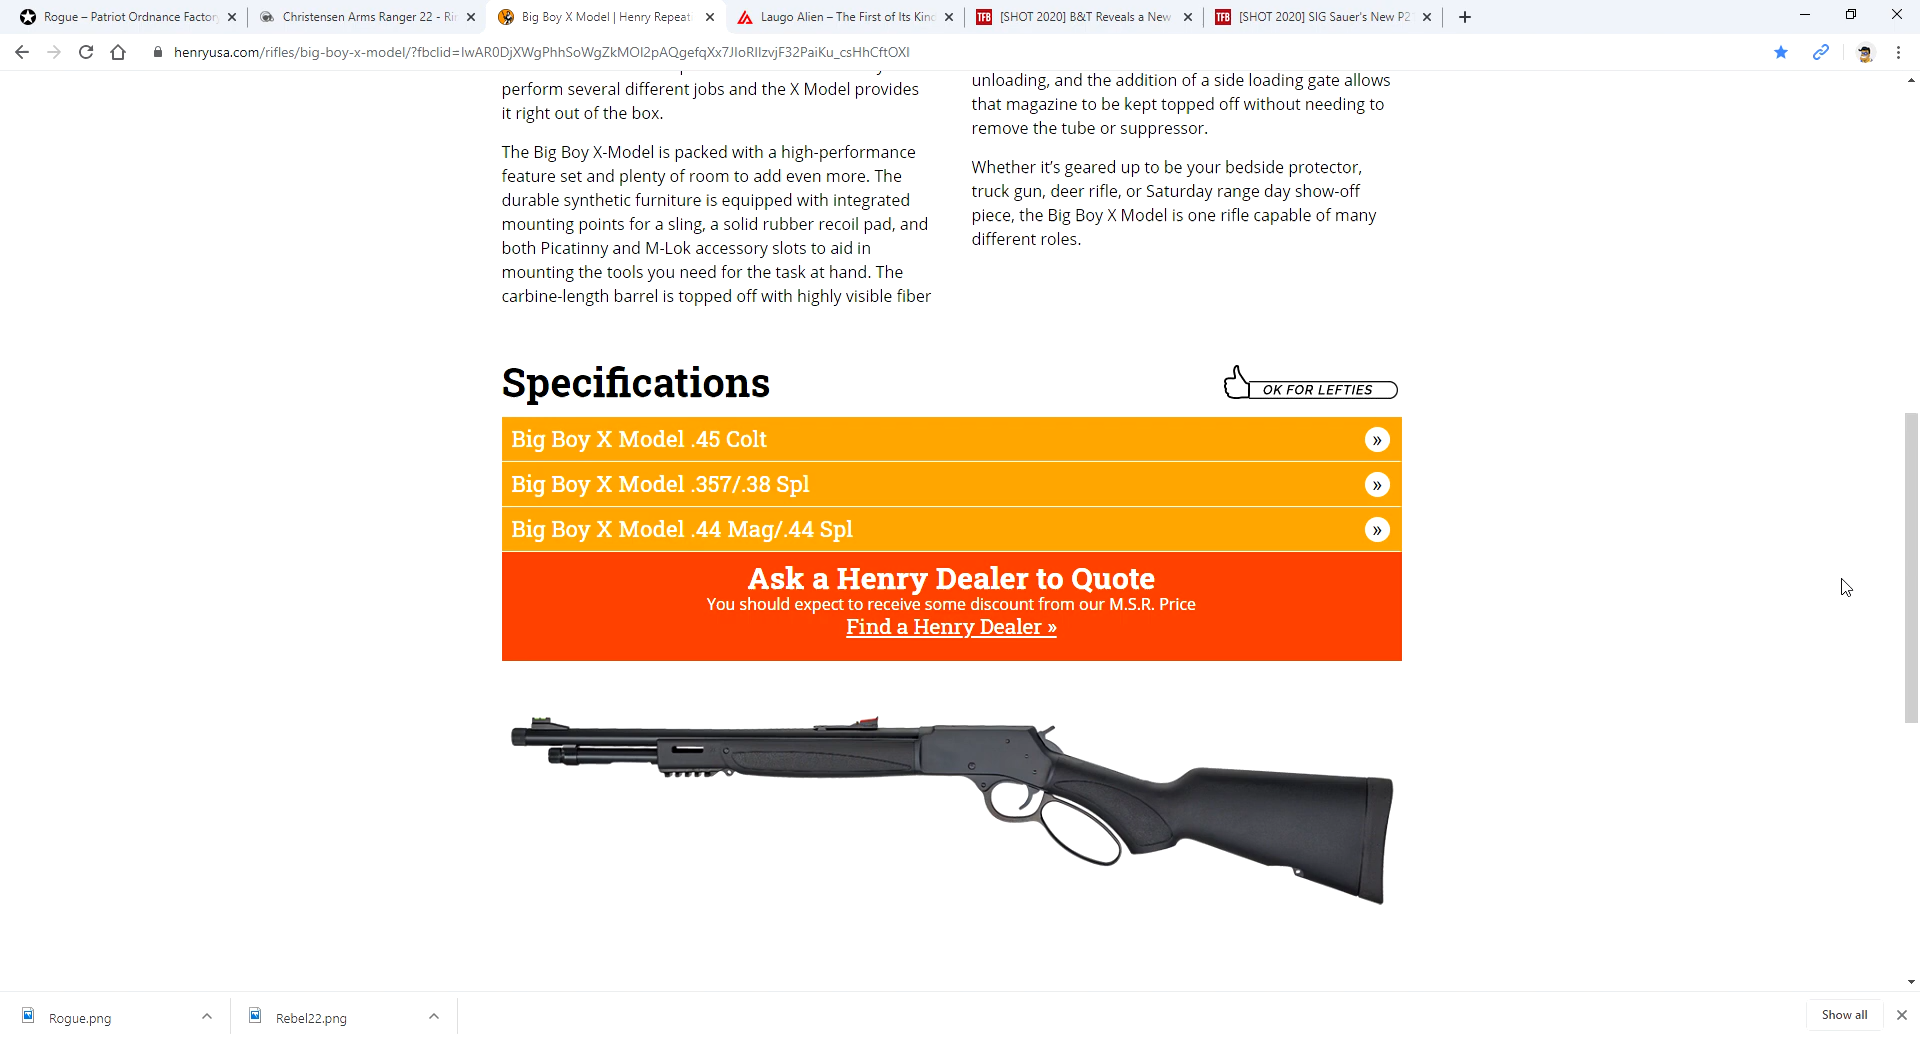 Rogue – Patriot Ordnance Factory
Christensen Arms Ranger 22 - Ri
Big Boy X Model | Henry Repeat
Laugo Alien – The First of Its Kind
[SHOT 2020] B&T Reveals a New
[SHOT 2020] SIG Sauer's New P2
perform several different jobs and the X Model provides
it right out of the box.
The Big Boy X-Model is packed with a high-performance
feature set and plenty of room to add even more. The
durable synthetic furniture is equipped with integrated
mounting points for a sling, a solid rubber recoil pad, and
both Picatinny and M-Lok accessory slots to aid in
mounting the tools you need for the task at hand. The
carbine-length barrel is topped off with highly visible fiber
unloading, and the addition of a side loading gate allows
that magazine to be kept topped off without needing to
remove the tube or suppressor.
Whether it's geared up to be your bedside protector,
truck gun, deer rifle, or Saturday range day show-off
piece, the Big Boy X Model is one rifle capable of many
different roles.
Specifications
OK FOR LEFTIES
Big Boy X Model .45 Colt »
Big Boy X Model .357/.38 Spl »
Big Boy X Model .44 Mag/.44 Spl »
Ask a Henry Dealer to Quote
You should expect to receive some discount from our M.S.R. Price
Find a Henry Dealer »
Rogue.png
Rebel22.png
Show all